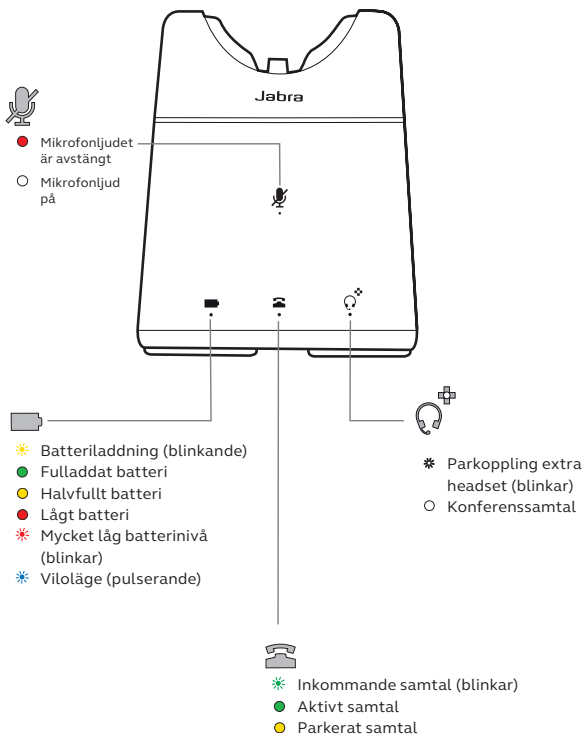 Jabra
Mikrofonljudet
är avstängt
Mikrofonljud
på
Batteriladdning (blinkande)
Fulladdat batteri
Halvfullt batteri
Lågt batteri
Mycket låg batterinivå
(blinkar)
Viloläge (pulserande)
Parkoppling extra
headset (blinkar)
Konferenssamtal
Inkommande samtal (blinkar)
Aktivt samtal
Parkerat samtal